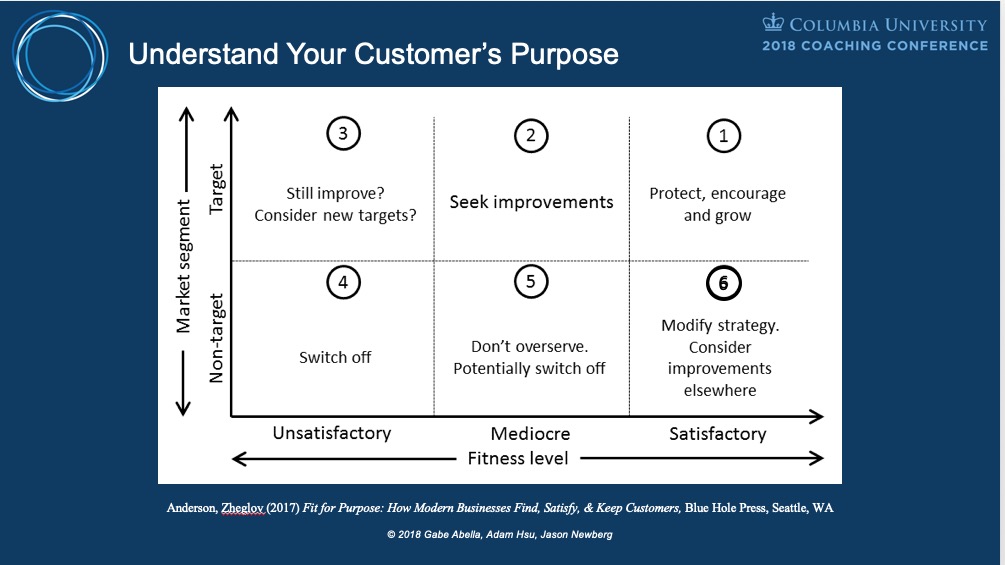 Understand Your Customer's Purpose
COLUMBIA UNIVERSITY
2018 COACHING CONFERENCE
Market segment
Target
Non-target
3
Still improve?
Consider new targets?
2
Seek improvements
1
Protect, encourage
and grow
4
Switch off
5
Don't overserve.
Potentially switch off
6
Modify strategy.
Consider
improvements
elsewhere
Unsatisfactory
Mediocre
Satisfactory
Fitness level
Anderson, Zheglov (2017) Fit for Purpose: How Modern Businesses Find, Satisfy, & Keep Customers, Blue Hole Press, Seattle, WA
© 2018 Gabe Abella, Adam Hsu, Jason Newberg